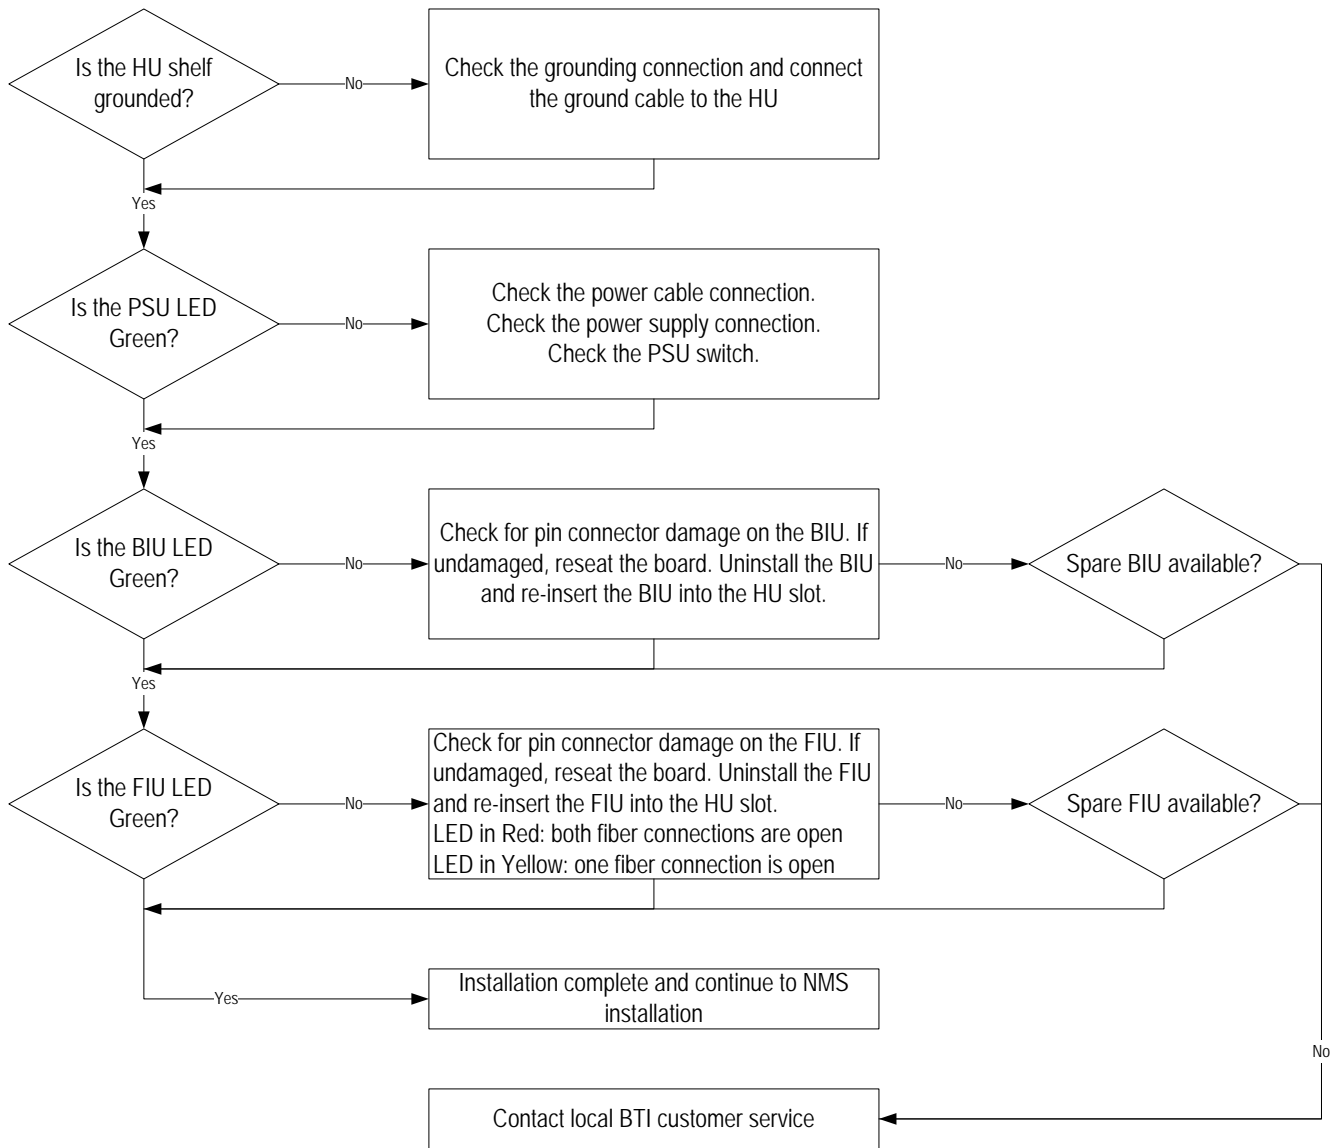 Is the HU shelf
grounded?
No
Check the grounding connection and connect
the ground cable to the HU
Yes
Is the PSU LED
Green?
No
Check the power cable connection.
Check the power supply connection.
Check the PSU switch.
Yes
Is the BIU LED
Green?
No
Check for pin connector damage on the BIU. If
undamaged, reseat the board. Uninstall the BIU
and re-insert the BIU into the HU slot.
No
Spare BIU available?
Yes
Is the FIU LED
Green?
No
Check for pin connector damage on the FIU. If
undamaged, reseat the board. Uninstall the FIU
and re-insert the FIU into the HU slot.
LED in Red: both fiber connections are open
LED in Yellow: one fiber connection is open
No
Spare FIU available?
Yes
Installation complete and continue to NMS
installation
No
Contact local BTI customer service